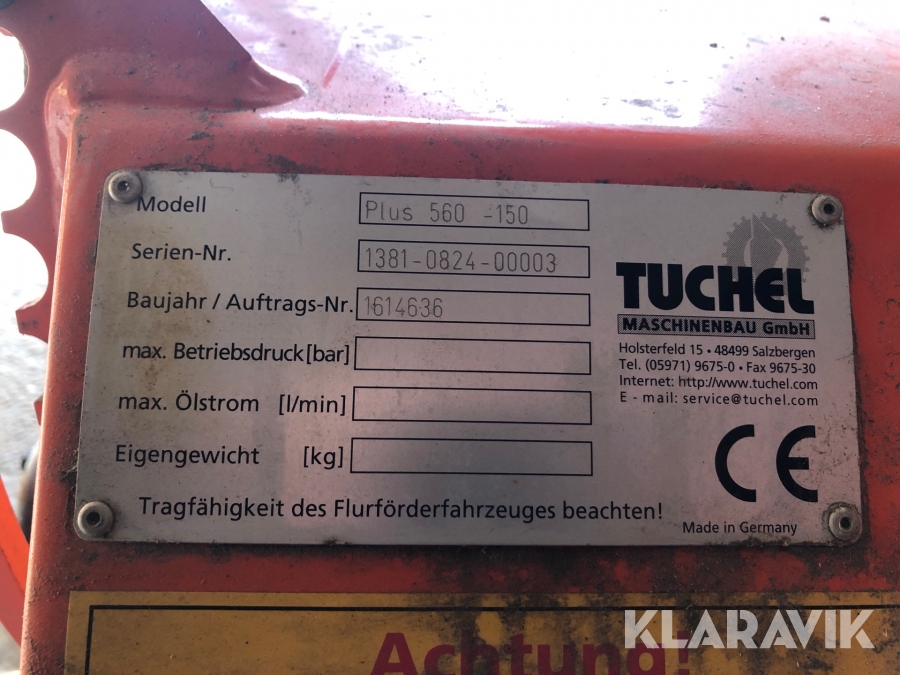 Modell Plus 560 -150
Serien-Nr. 1381-0824-00003
Baujahr / Auftrags-Nr. 1614636
max. Betriebsdruck [bar]
max. Ölstrom [l/min]
Eigengewicht [kg]
Tragfähigkeit des Flurförderfahrzeuges beachten!
TUCHEL
MASCHINENBAU GmbH
Holsterfeld 15 • 48499 Salzbergen
Tel. (05971) 9675-0 • Fax 9675-30
Internet: http://www.tuchel.com
E - mail: service@tuchel.com
CE
Made in Germany
Achtung!
KLARAVIK